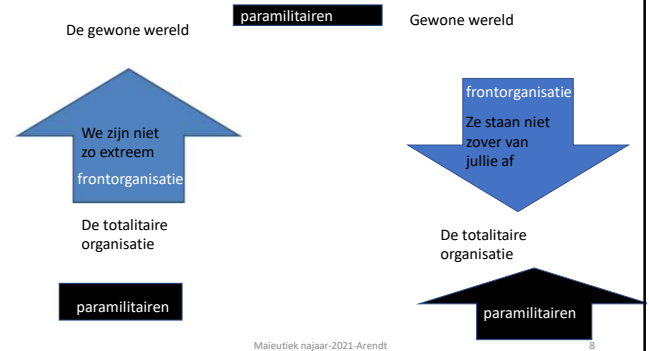 De gewone wereld
paramilitairen
Gewone wereld
We zijn niet
zo extreem
frontorganisatie
De totalitaire
organisatie
paramilitairen
frontorganisatie
Ze staan niet
zover van
jullie af
De totalitaire
organisatie
paramilitairen
Maieutiek najaar-2021-Arendt
8